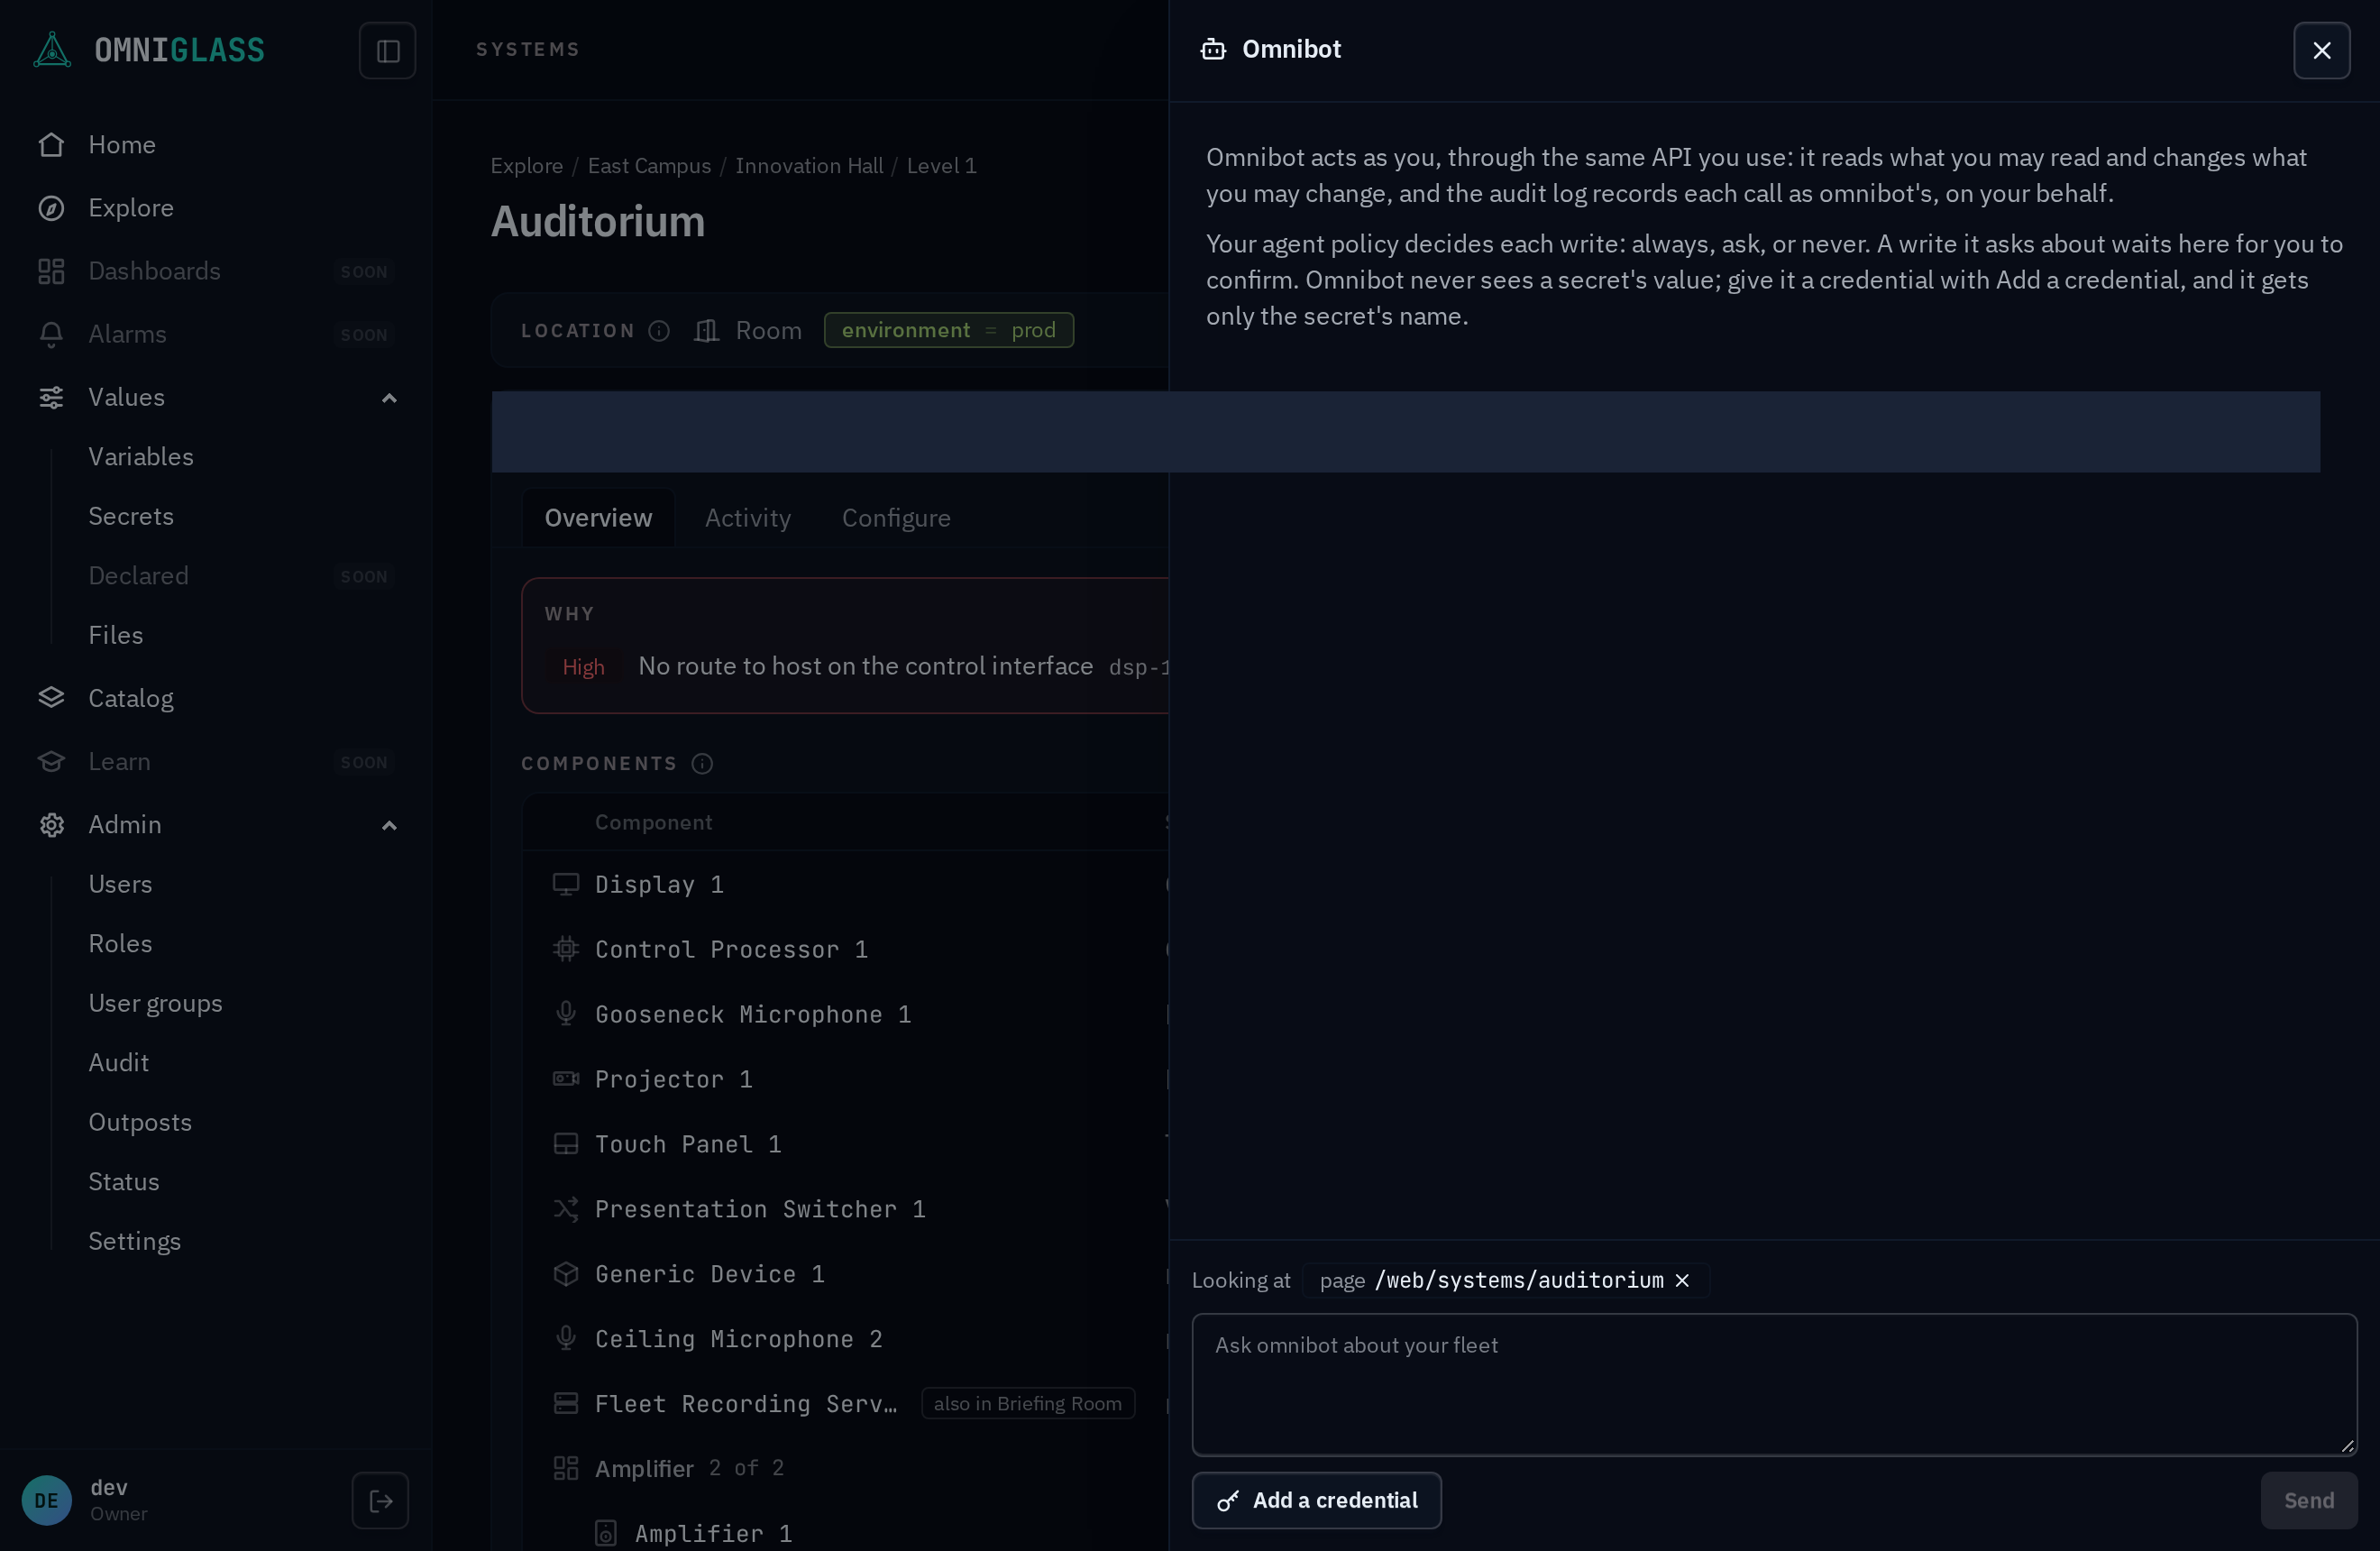 OMNIGLASS
Home
Explore
Dashboards SOON
Alarms SOON
Values
Variables
Secrets
Declared SOON
Files
Catalog
Learn SOON
Admin
Users
Roles
User groups
Audit
Outposts
Status
Settings
DE
dev
Owner
SYSTEMS
Explore / East Campus / Innovation Hall / Level 1
Auditorium
LOCATION Room environment = prod
Overview Activity Configure
WHY
High No route to host on the control interface dsp-1
COMPONENTS
Component
Display 1
Control Processor 1
Gooseneck Microphone 1
Projector 1
Touch Panel 1
Presentation Switcher 1
Generic Device 1
Ceiling Microphone 2
Fleet Recording Serv… also in Briefing Room
Amplifier 2 of 2
Amplifier 1
Omnibot
Omnibot acts as you, through the same API you use: it reads what you may read and changes what
you may change, and the audit log records each call as omnibot's, on your behalf.
Your agent policy decides each write: always, ask, or never. A write it asks about waits here for you to
confirm. Omnibot never sees a secret's value; give it a credential with Add a credential, and it gets
only the secret's name.
Looking at page /web/systems/auditorium
Ask omnibot about your fleet
Add a credential
Send